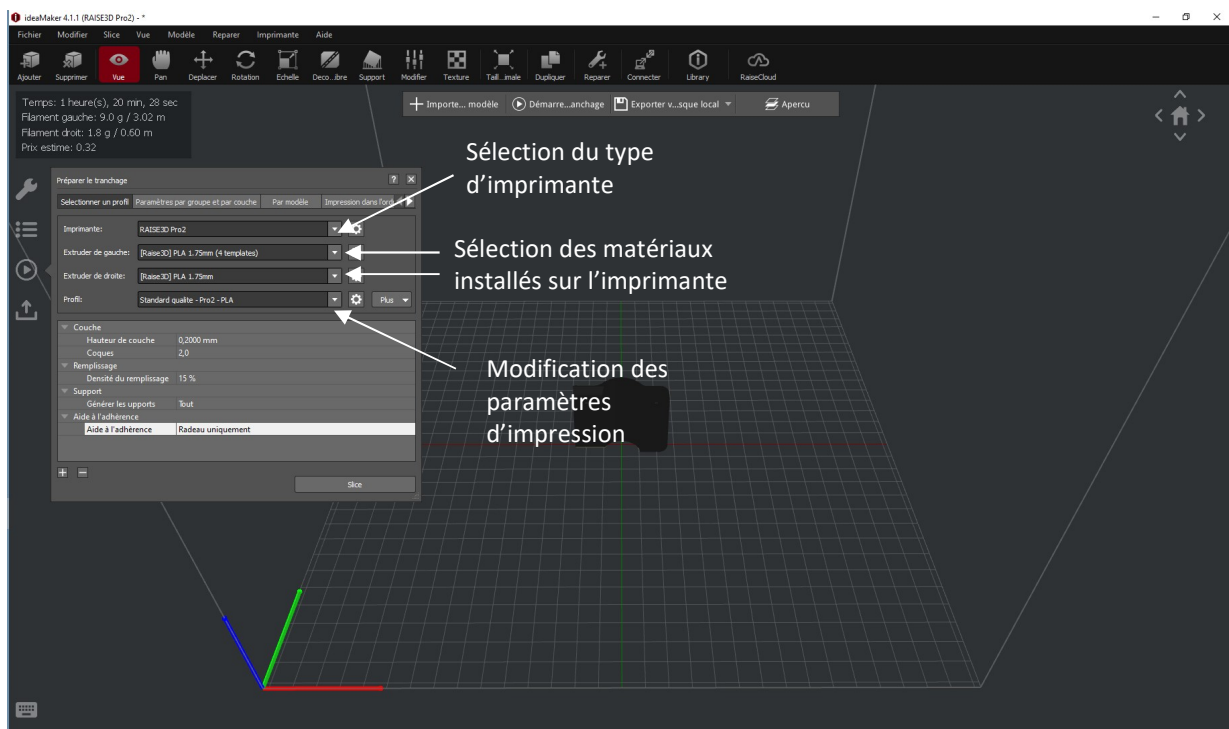 ideaMaker 4.1.1 (RAISE3D Pro2) - *
Fichier Modifier Slice Vue Modèle Reparer Imprimante Aide
Ajouter Supprimer Vue Pan Deplacer Rotation Echelle Deco...ibre Support Modifier Texture Tail...imale Dupliquer Reparer Connecter Library RaiseCloud
Temps: 1 heure(s), 20 min, 28 sec
Filament gauche: 9.0 g / 3.02 m
Filament droit: 1.8 g / 0.60 m
Prix estime: 0.32
Importe... modèle Démarre...anchage Exporter v...sque local Apercu
Sélection du type
d'imprimante
Préparer le tranchage ?
Selectionner un profil Paramètres par groupe et par couche Par modèle Impression dans l'ord
Imprimante: RAISE3D Pro2
Extruder de gauche: [Raise3D] PLA 1.75mm (4 templates)
Extruder de droite: [Raise3D] PLA 1.75mm
Profil: Standard qualite - Pro2 - PLA Plus
Sélection des matériaux
installés sur l'imprimante
Couche
Hauteur de couche 0,2000 mm
Coques 2,0
Remplissage
Densité du remplissage 15 %
Support
Générer les upports Tout
Aide à l'adhérence
Aide à l'adhérence Radeau uniquement
Slice
Modification des
paramètres
d'impression